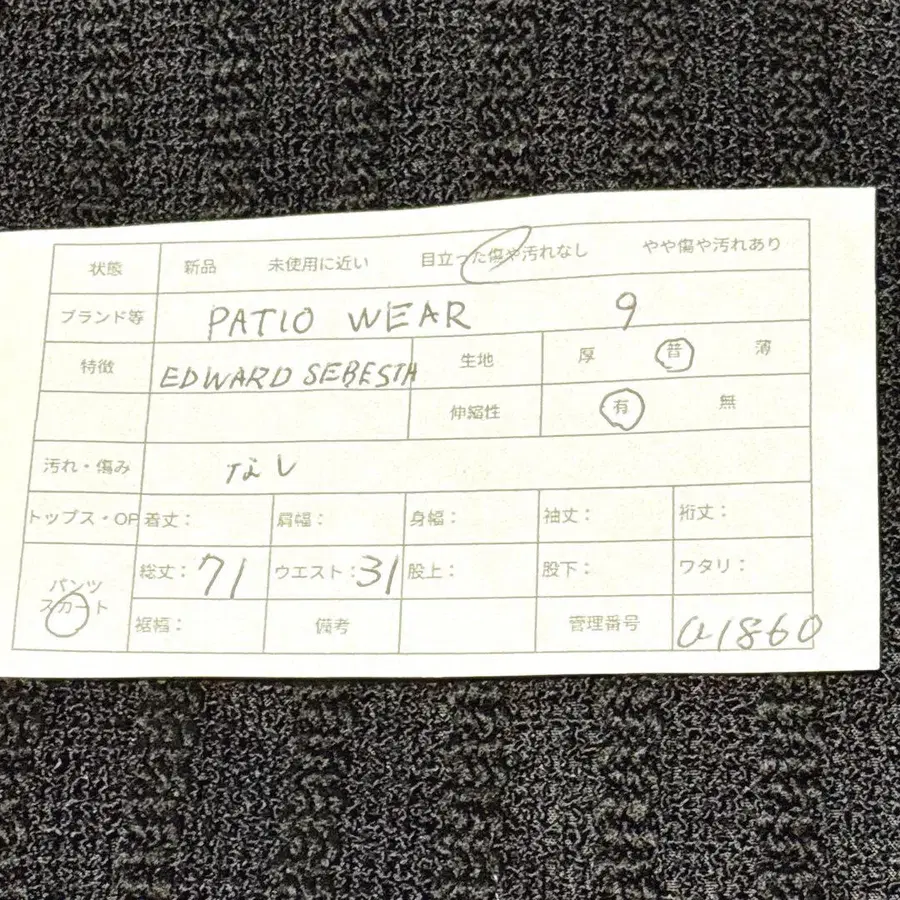 状態 新品 未使用に近い 目立った傷や汚れなし やや傷や汚れあり
ブランド等 PATIO WEAR 9
特徴 EDWARD SEBESTA 生地 厚 普 薄
伸縮性 有 無
汚れ・傷み なし
トップス・OP 着丈: 肩幅: 身幅: 袖丈: 裄丈:
パンツ スカート 総丈: 71 ウエスト: 31 股上: 股下: ワタリ:
裾幅: 備考 管理番号 a1860